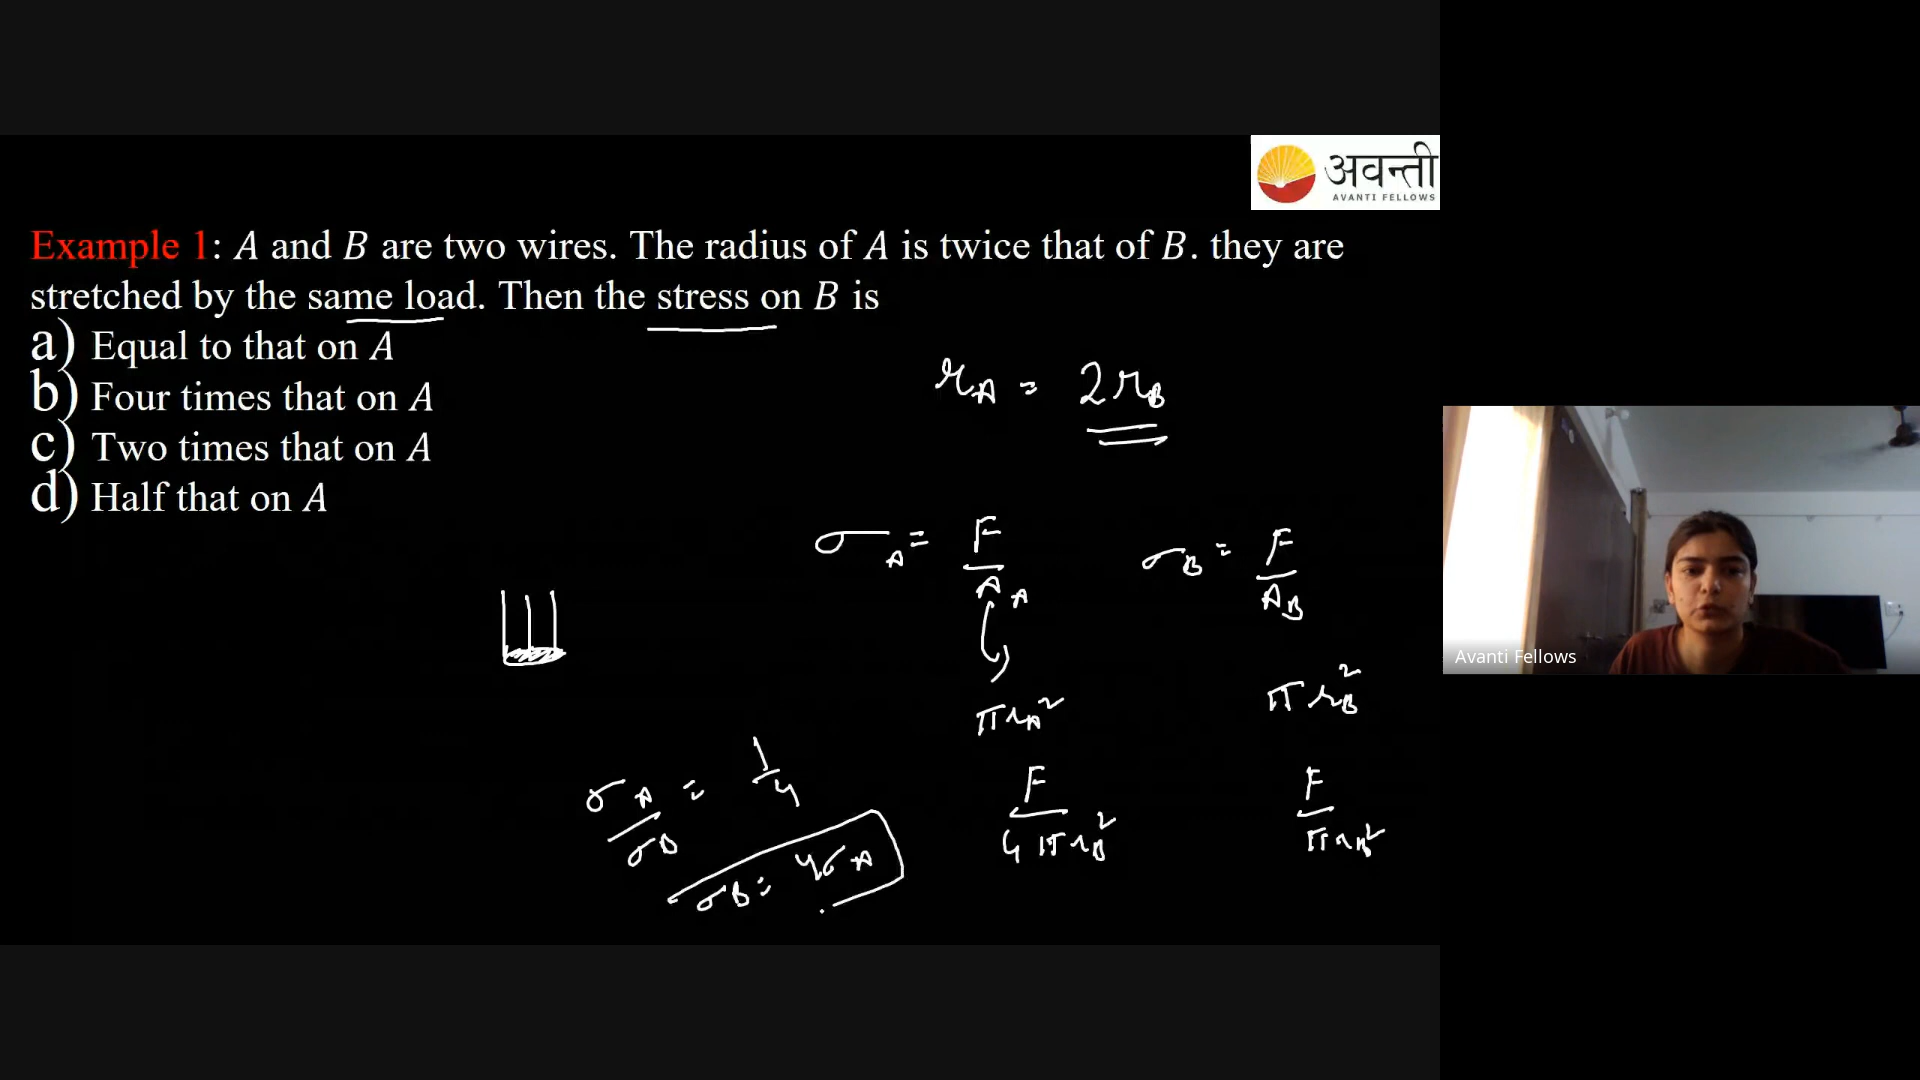 अवन्ती
AVANTI FELLOWS
Example 1: A and B are two wires. The radius of A is twice that of B. they are
stretched by the same load. Then the stress on B is
a) Equal to that on A
b) Four times that on A
c) Two times that on A
d) Half that on A
r_A = 2r_B
σ_A = F/A_A σ_B = F/A_B
πr_A² πr_B²
F/4πr_B² F/πr_B²
σ_A/σ_B = 1/4
σ_B = 4σ_A
Avanti Fellows